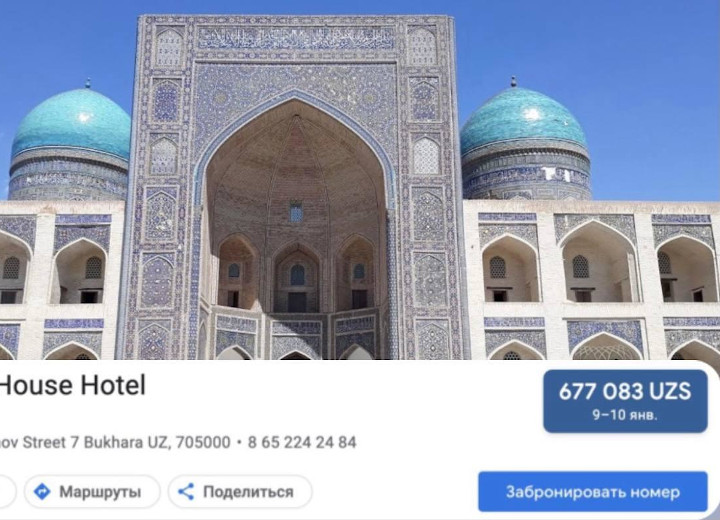 House Hotel
677 083 UZS
9–10 янв.
Street 7 Bukhara UZ, 705000 • 8 65 224 24 84
Маршруты
Поделиться
Забронировать номер